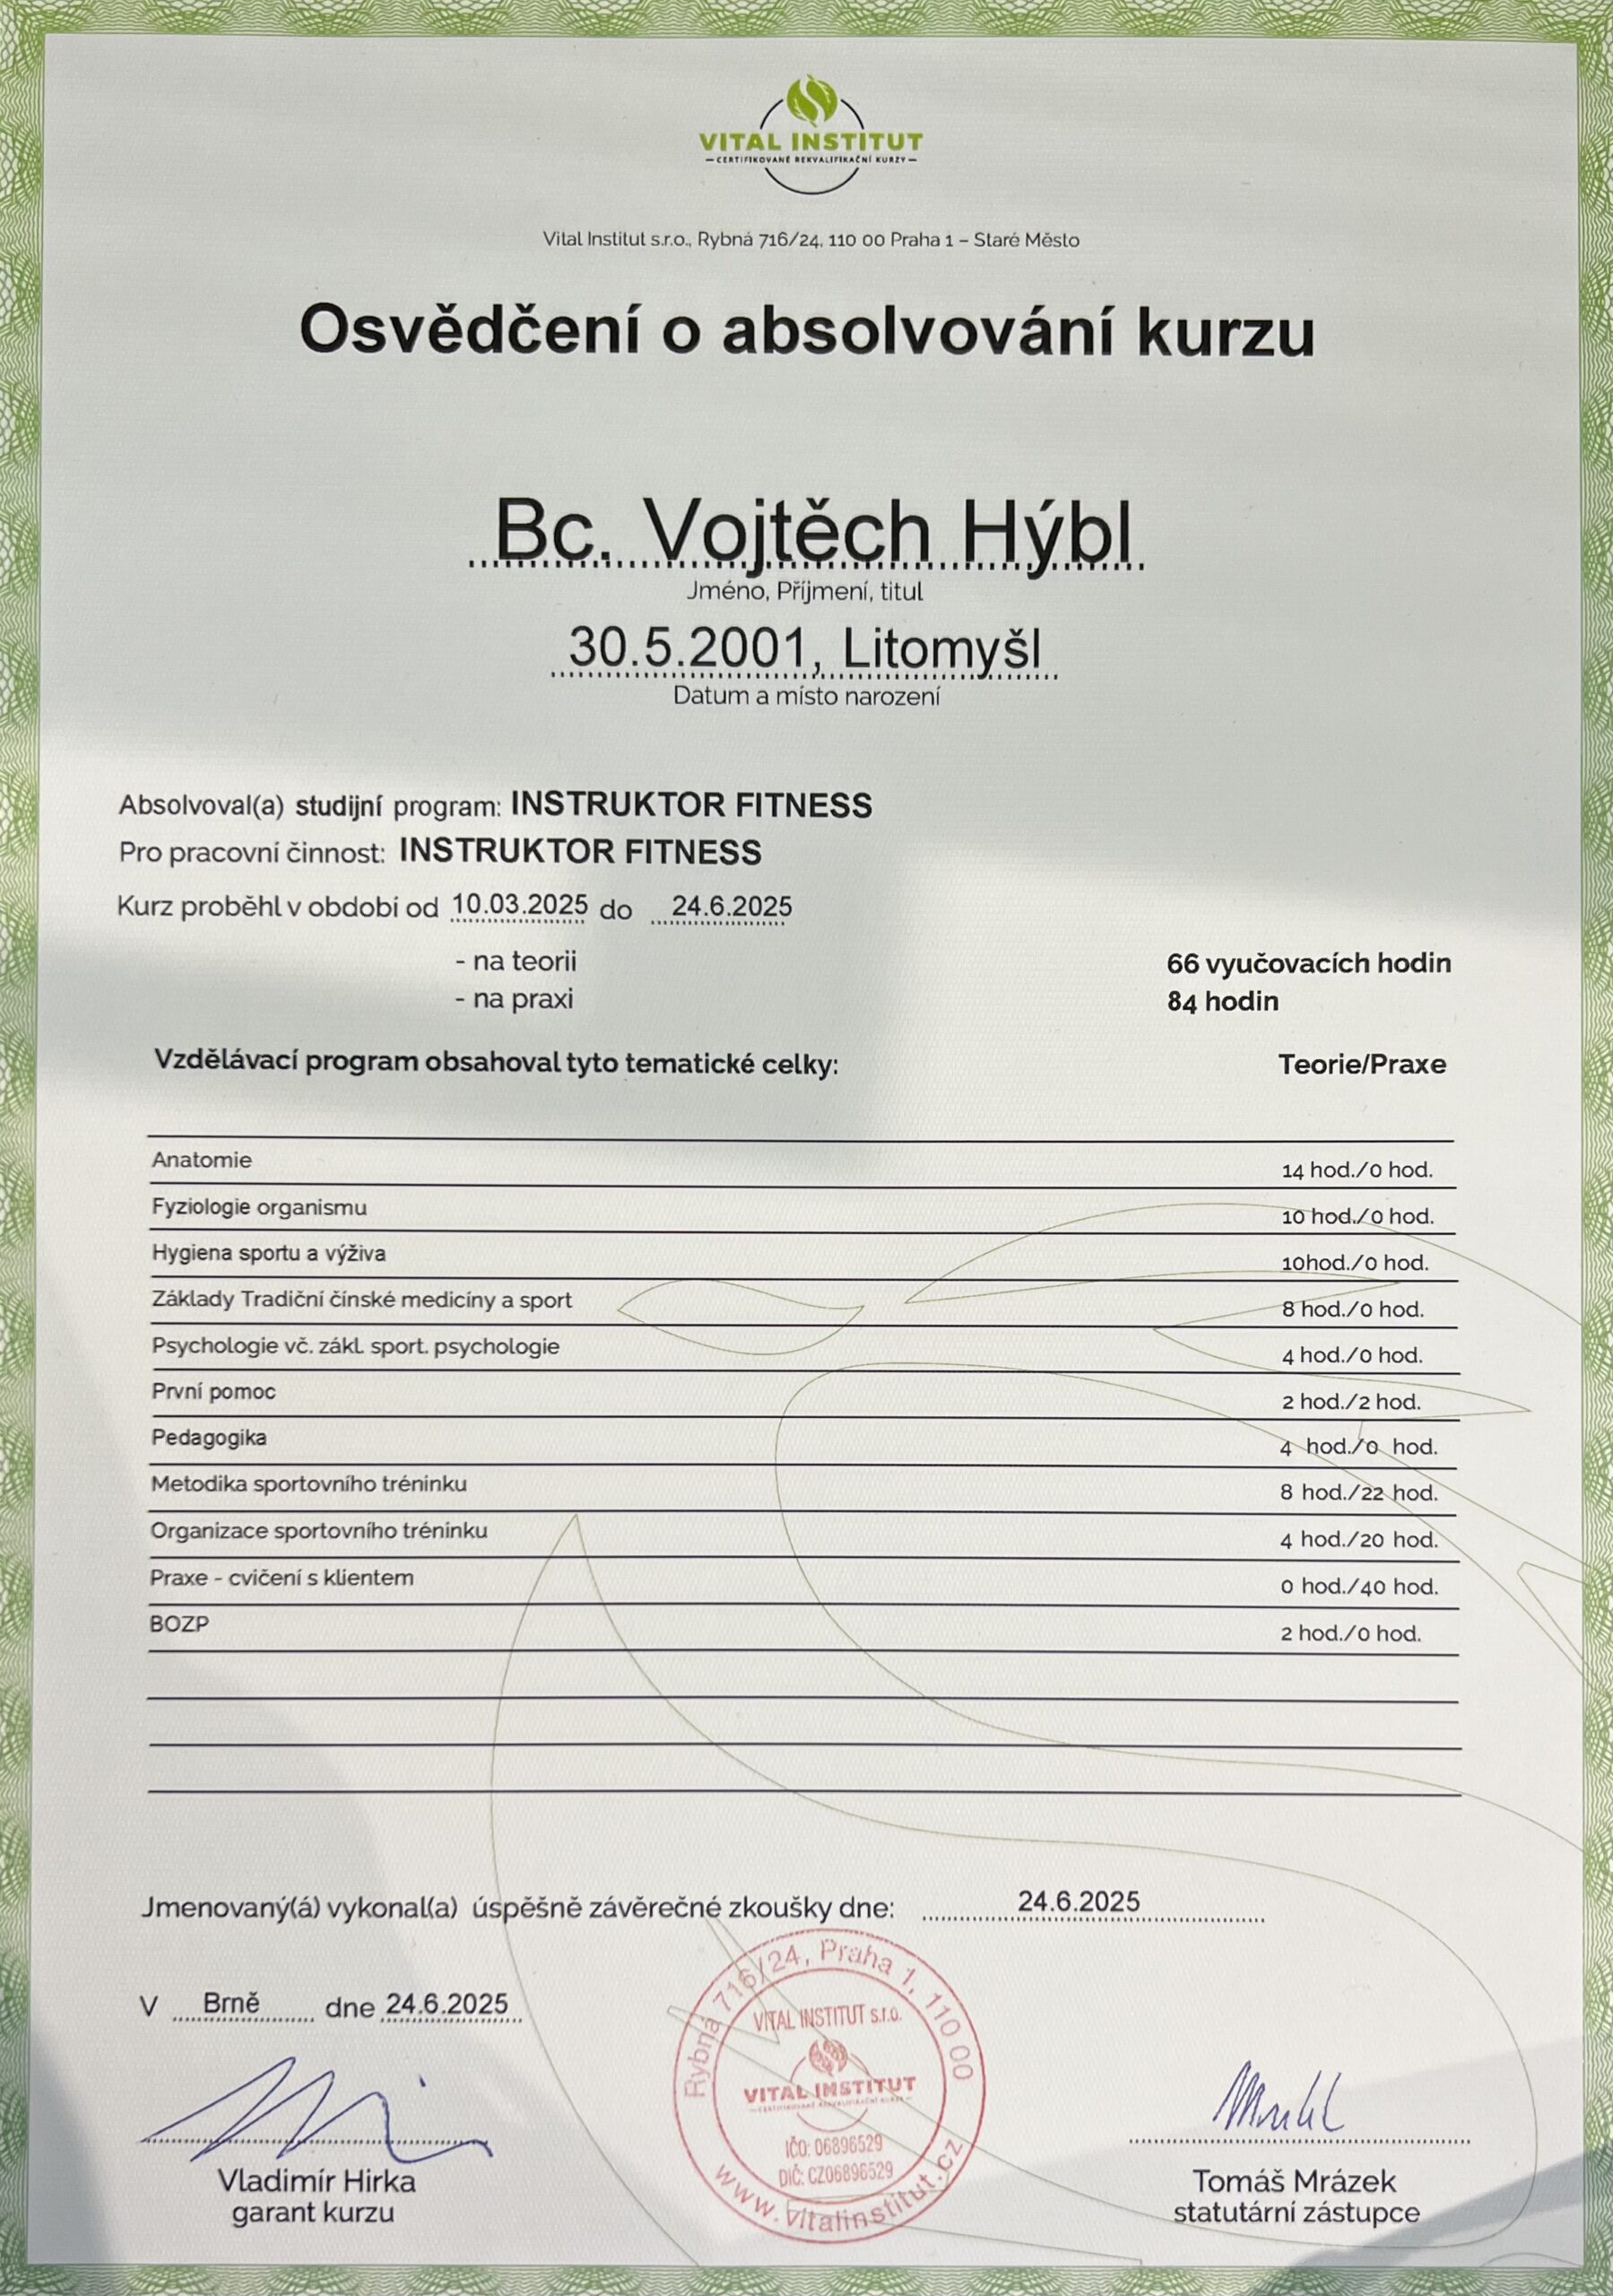 VITAL INSTITUT
CERTIFIKOVANÉ REKVALIFIKAČNÍ KURZY
Vital Institut s.r.o., Rybná 716/24, 110 00 Praha 1 – Staré Město
Osvědčení o absolvování kurzu
Bc. Vojtěch Hýbl
Jméno, Příjmení, titul
30.5.2001, Litomyšl
Datum a místo narození
Absolvoval(a) studijní program: INSTRUKTOR FITNESS
Pro pracovní činnost: INSTRUKTOR FITNESS
Kurz proběhl v období od 10.03.2025 do 24.6.2025
- na teorii 66 vyučovacích hodin
- na praxi 84 hodin
Vzdělávací program obsahoval tyto tematické celky: Teorie/Praxe
Anatomie 14 hod./0 hod.
Fyziologie organismu 10 hod./0 hod.
Hygiena sportu a výživa 10hod./0 hod.
Základy Tradiční čínské medicíny a sport 8 hod./0 hod.
Psychologie vč. zákl. sport. psychologie 4 hod./0 hod.
První pomoc 2 hod./2 hod.
Pedagogika 4 hod./0 hod.
Metodika sportovního tréninku 8 hod./22 hod.
Organizace sportovního tréninku 4 hod./20 hod.
Praxe - cvičení s klientem 0 hod./40 hod.
BOZP 2 hod./0 hod.
Jmenovaný(á) vykonal(a) úspěšně závěrečné zkoušky dne: 24.6.2025
V Brně dne 24.6.2025
Rybná 716/24, Praha 1, 110 00
VITAL INSTITUT s.r.o.
VITAL INSTITUT
CERTIFIKOVANÉ REKVALIFIKAČNÍ KURZY
IČO: 06896529
DIČ: CZ06896529
www.vitalinstitut.cz
Vladimír Hirka
garant kurzu
Tomáš Mrázek
statutární zástupce